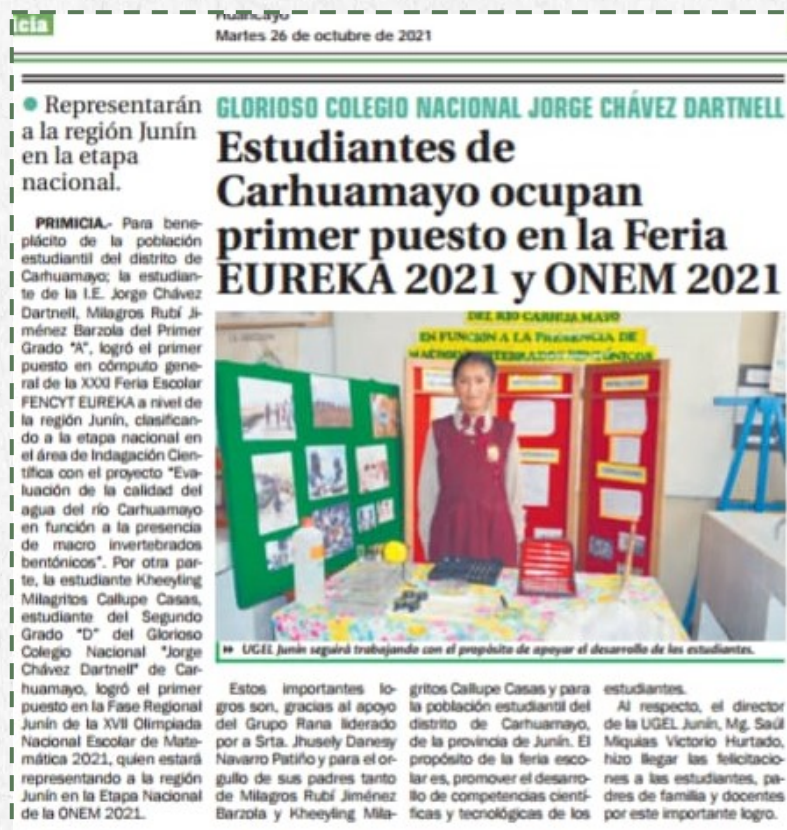 icia
Huancayo
Martes 26 de octubre de 2021
● Representarán
a la región Junín
en la etapa
nacional.
PRIMICIA.- Para bene-
plácito de la población
estudiantil del distrito de
Carhuamayo; la estudian-
te de la I.E. Jorge Chávez
Dartnell, Milagros Rubí Ji-
ménez Barzola del Primer
Grado "A", logró el primer
puesto en cómputo gene-
ral de la XXXI Feria Escolar
FENCYT EUREKA a nivel de
la región Junín, clasifican-
do a la etapa nacional en
el área de Indagación Cien-
tífica con el proyecto "Eva-
luación de la calidad del
agua del río Carhuamayo
en función a la presencia
de macro invertebrados
bentónicos". Por otra par-
te, la estudiante Kheeyling
Milagritos Callupe Casas,
estudiante del Segundo
Grado "D" del Glorioso
Colegio Nacional "Jorge
Chávez Dartnell" de Car-
huamayo, logró el primer
puesto en la Fase Regional
Junín de la XVII Olimpiada
Nacional Escolar de Mate-
mática 2021, quien estará
representando a la región
Junín en la Etapa Nacional
de la ONEM 2021.
GLORIOSO COLEGIO NACIONAL JORGE CHÁVEZ DARTNELL
Estudiantes de
Carhuamayo ocupan
primer puesto en la Feria
EUREKA 2021 y ONEM 2021
DEL RIO CARHUAMAYO
EN FUNCIÓN A LA PRESENCIA DE
MACROINVERTEBRADOS BENTÓNICOS
UGEL Junín seguirá trabajando con el propósito de apoyar el desarrollo de los estudiantes.
Estos importantes lo-
gros son, gracias al apoyo
del Grupo Rana liderado
por a Srta. Jhusely Danesy
Navarro Patiño y para el or-
gullo de sus padres tanto
de Milagros Rubí Jiménez
Barzola y Kheeyling Mila-
gritos Callupe Casas y para
la población estudiantil del
distrito de Carhuamayo,
de la provincia de Junín. El
propósito de la feria esco-
lar es, promover el desarro-
llo de competencias cientí-
ficas y tecnológicas de los
estudiantes.
Al respecto, el director
de la UGEL Junín, Mg. Saúl
Miquias Victorio Hurtado,
hizo llegar las felicitacio-
nes a las estudiantes, pa-
dres de familia y docentes
por este importante logro.